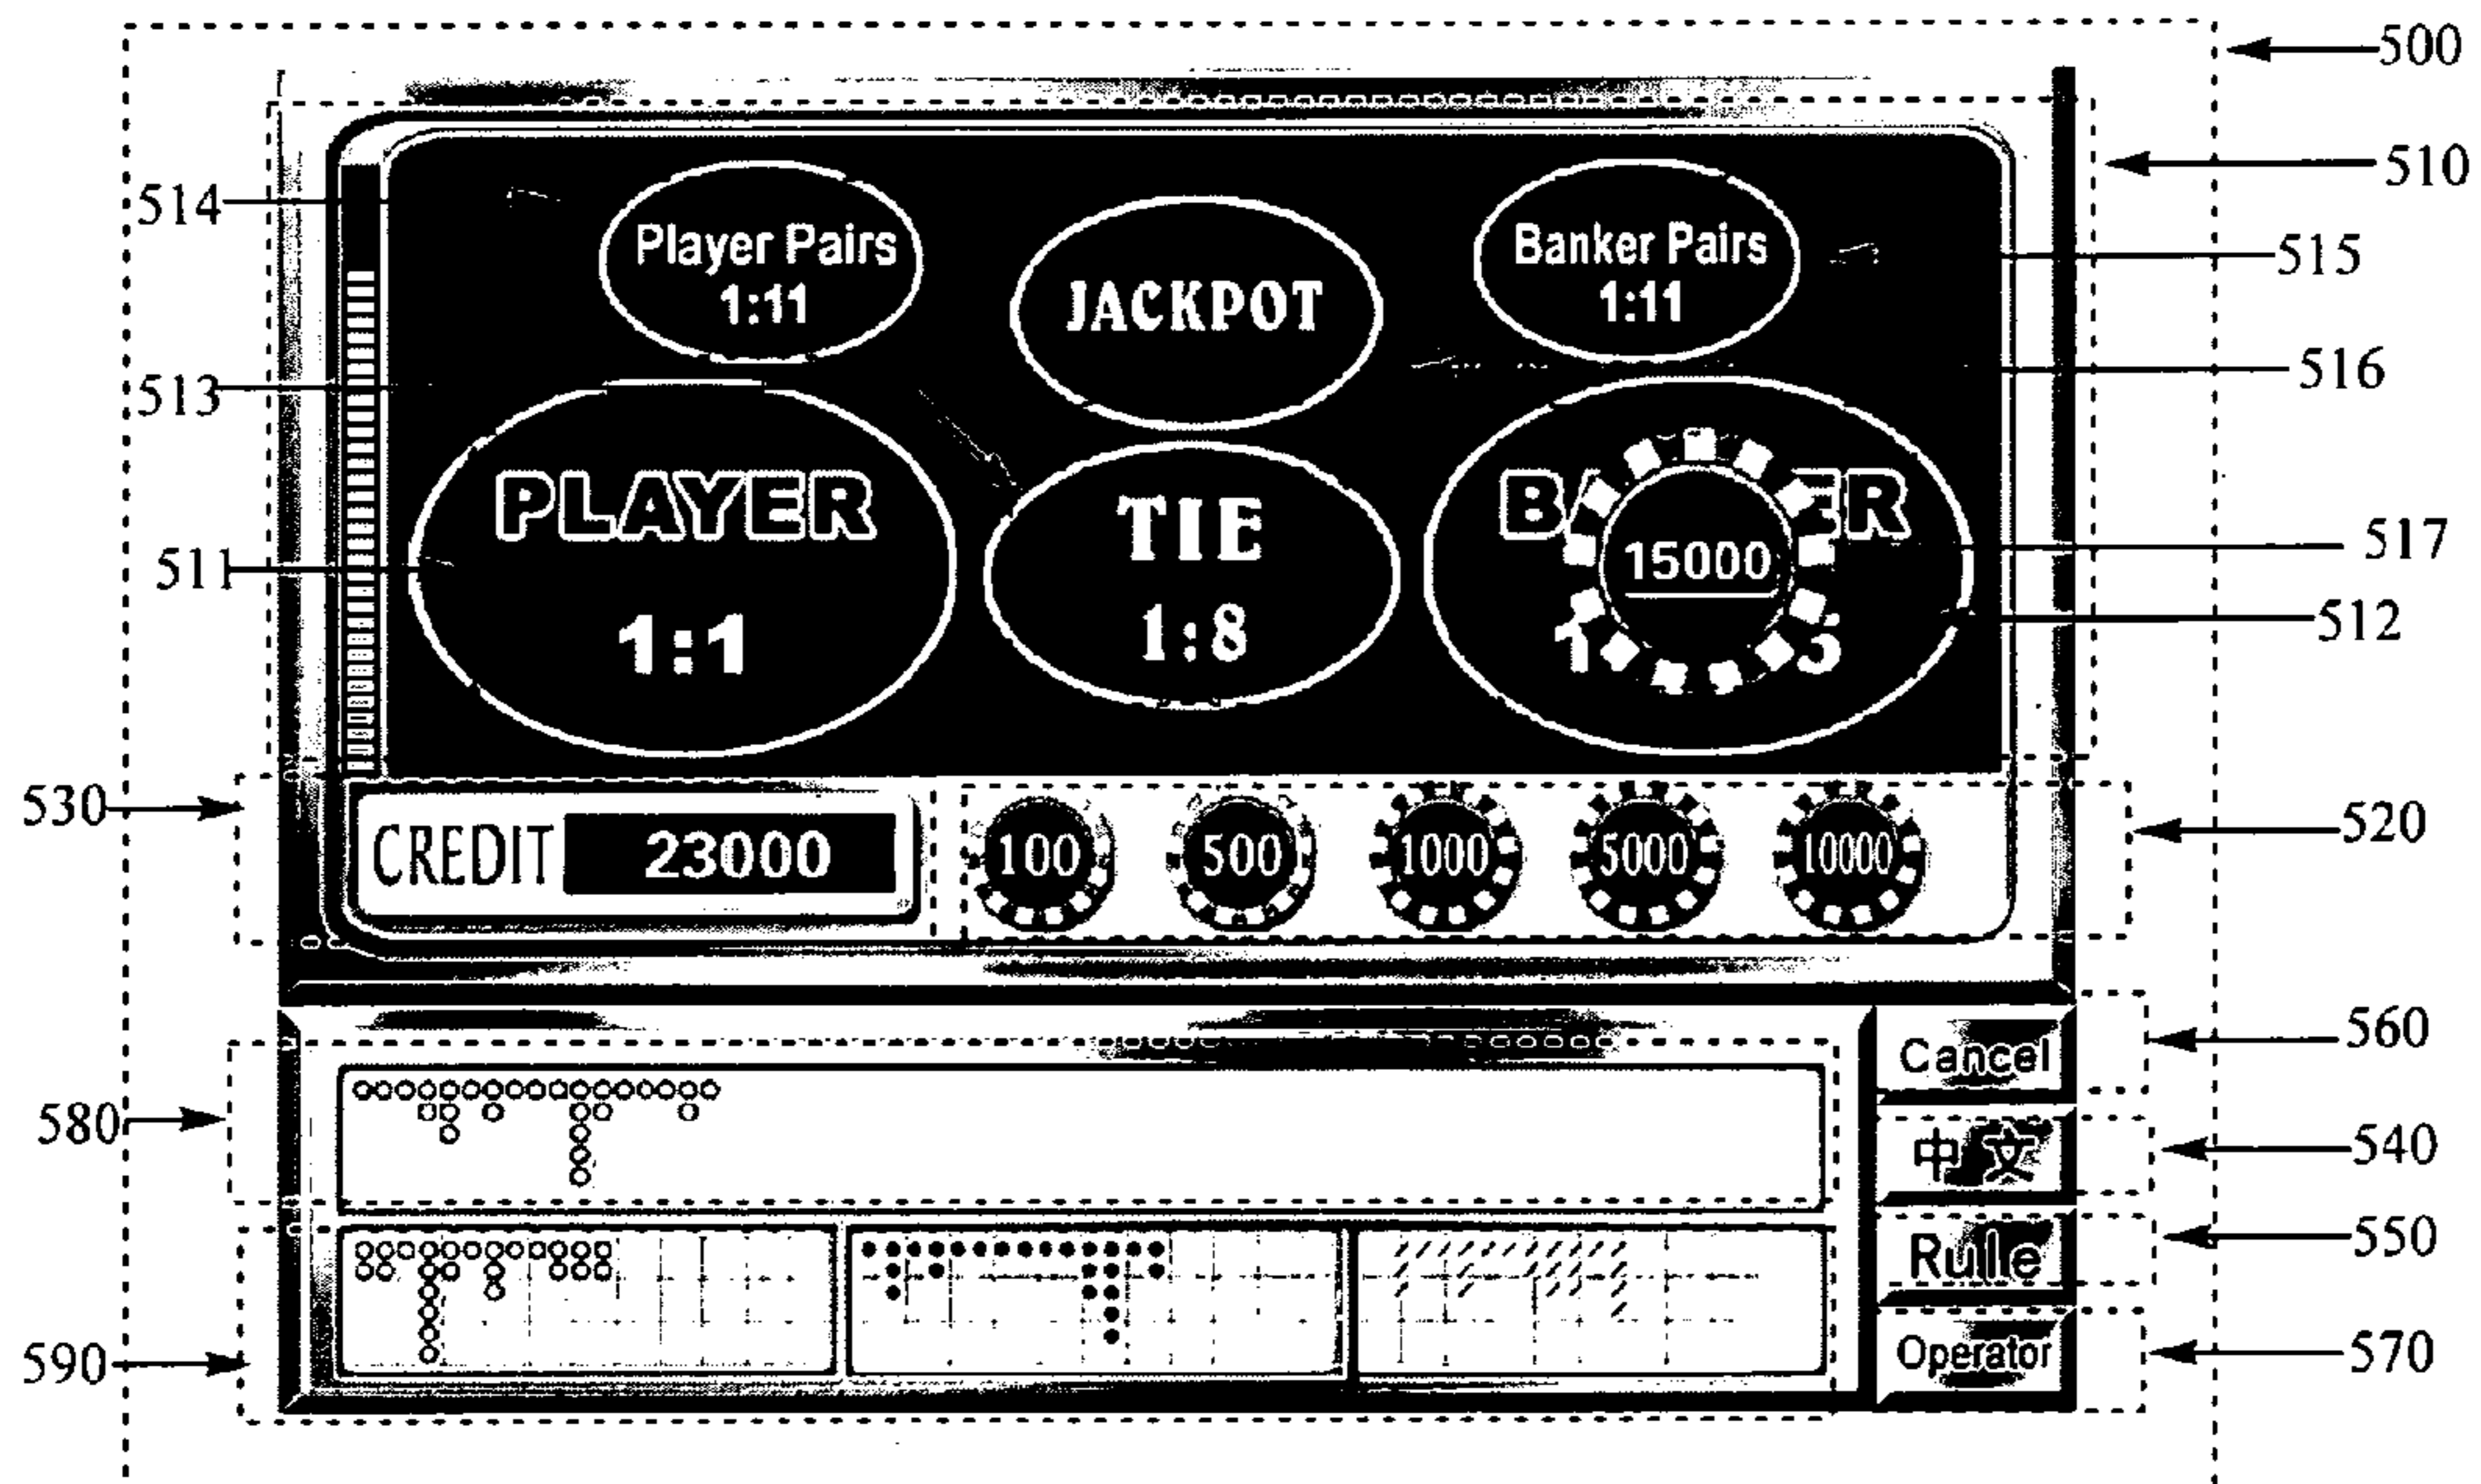 500
510
514
Player Pairs
1:11
Banker Pairs
1:11
515
JACKPOT
516
513
PLAYER
1:1
TIE
1:8
15000
517
511
512
530
CREDIT 23000
100 500 1000 5000 10000
520
560
Cancel
580
中文
540
Rulle
550
590
Operator
570